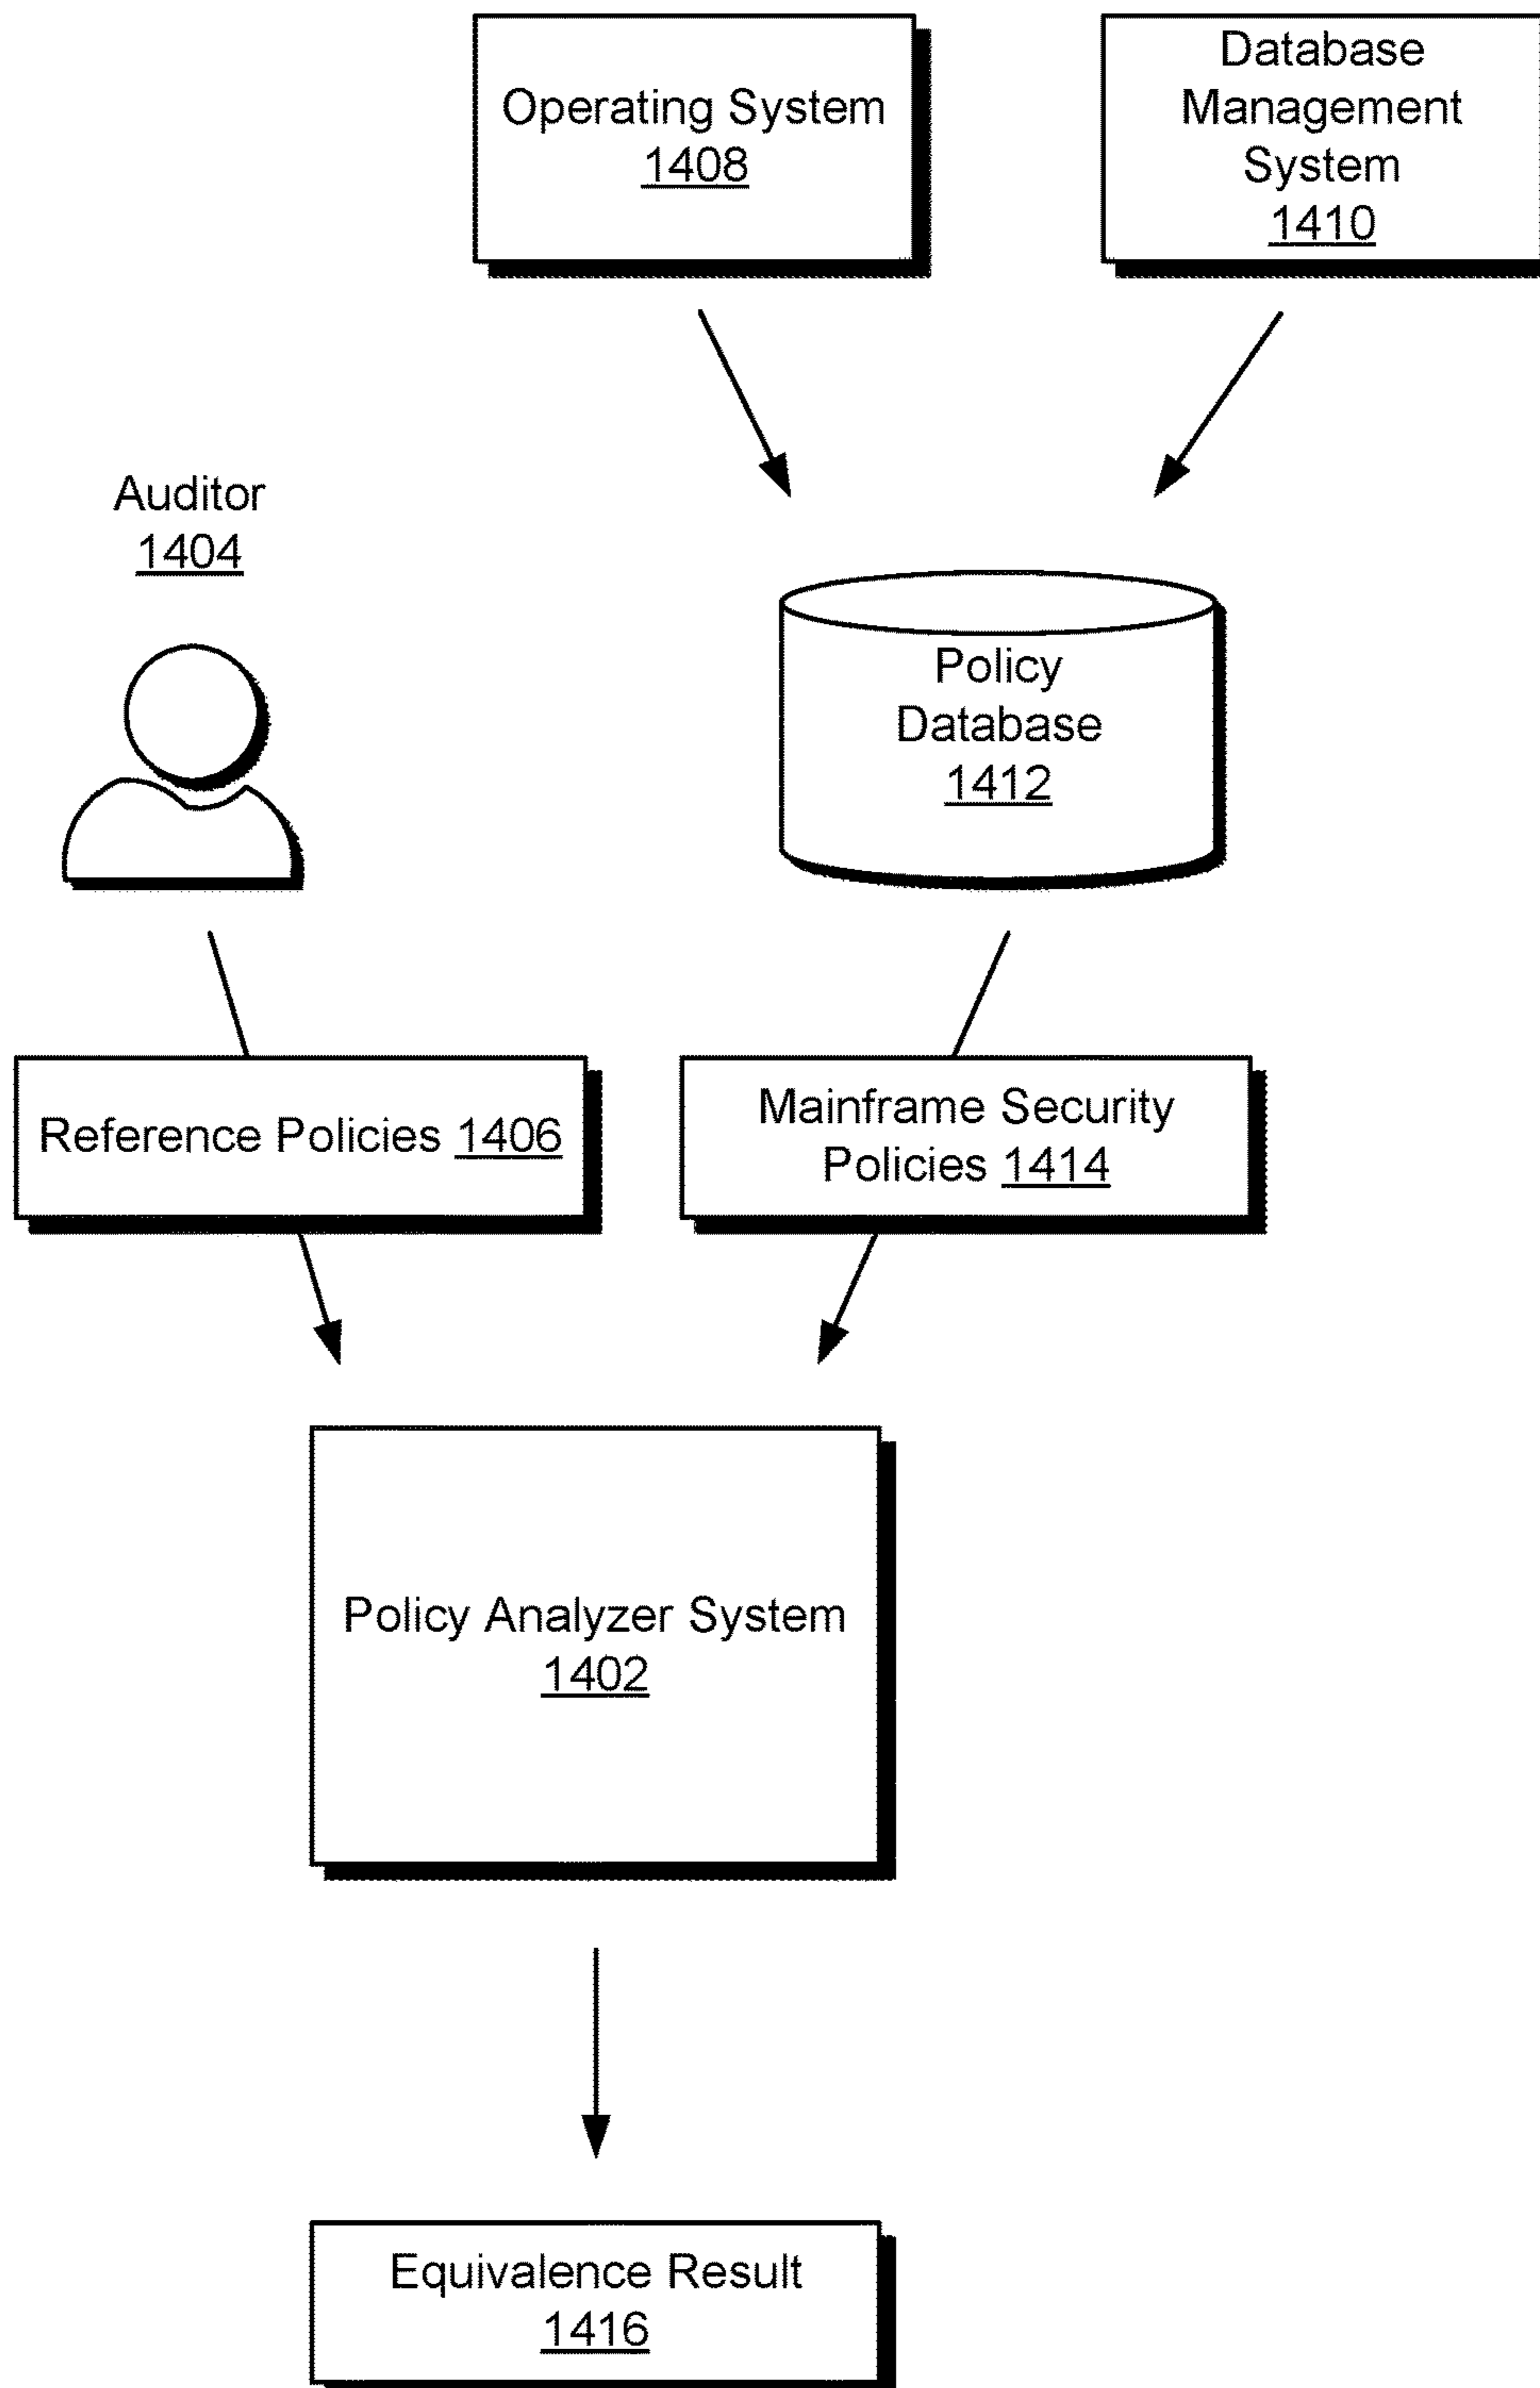 Operating System
1408
Database
Management
System
1410
Auditor
1404
Policy
Database
1412
Reference Policies 1406
Mainframe Security
Policies 1414
Policy Analyzer System
1402
Equivalence Result
1416